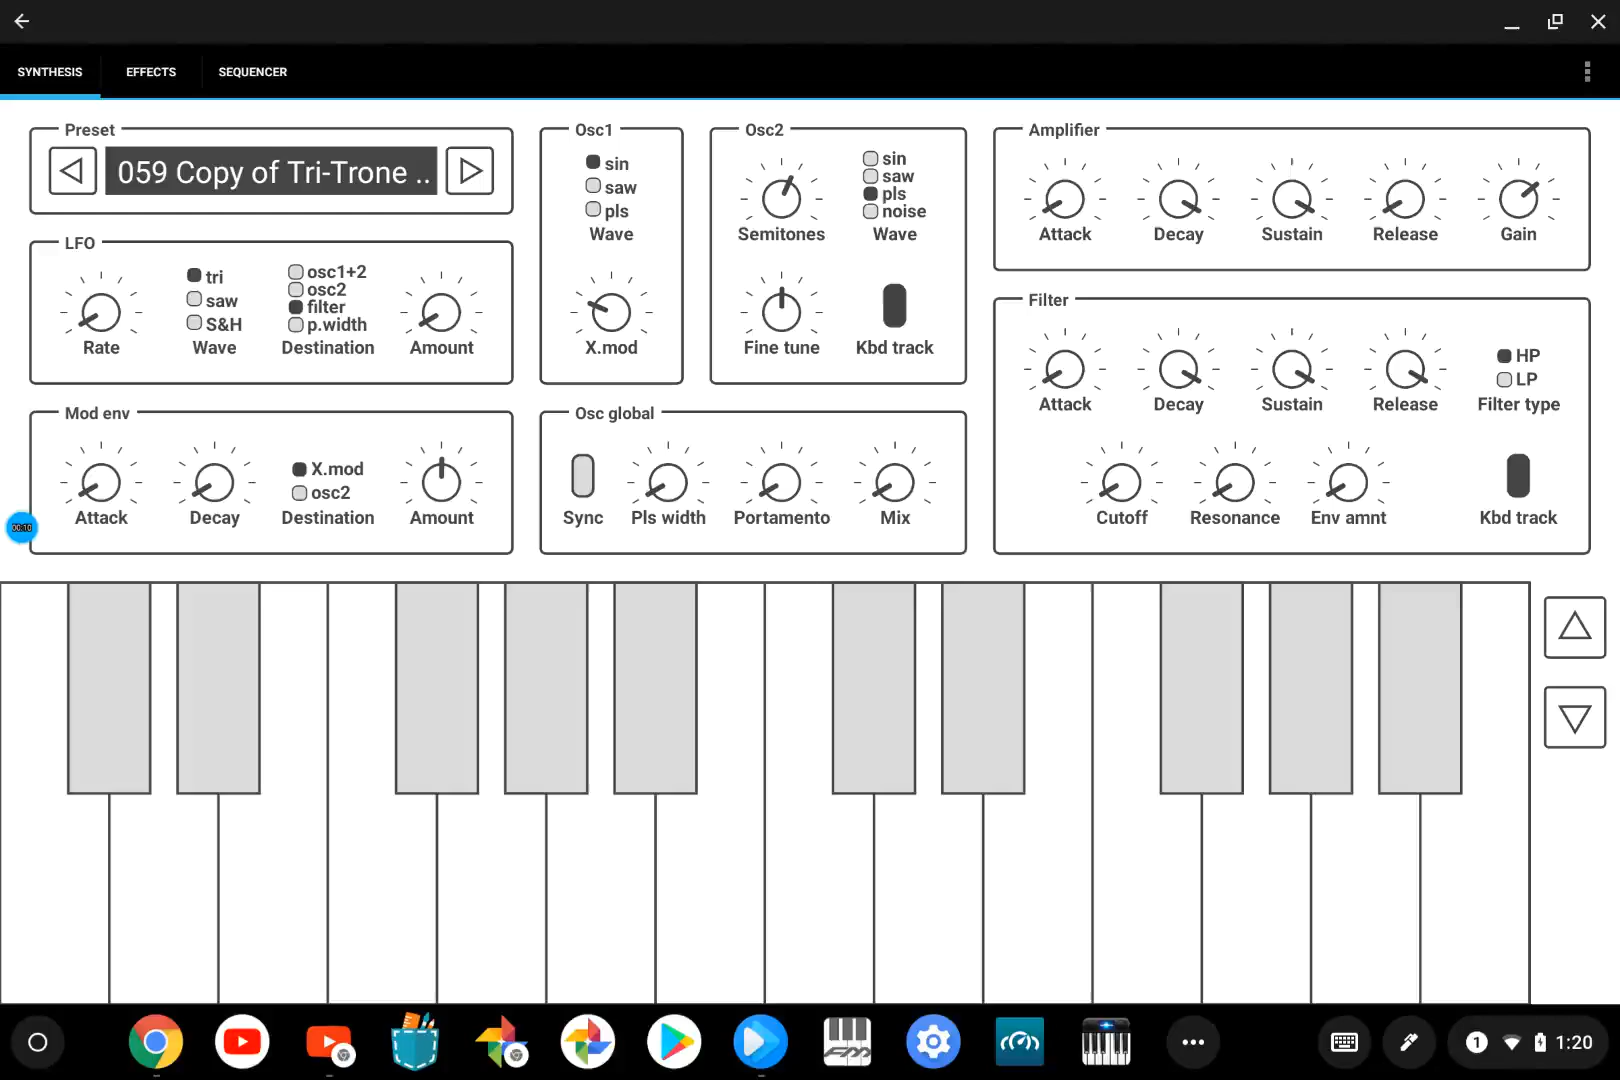 SYNTHESIS
EFFECTS
SEQUENCER
Preset
059 Copy of Tri-Trone ..
LFO
Rate
tri
saw
S&H
Wave
osc1+2
osc2
filter
p.width
Destination
Amount
Mod env
Attack
Decay
X.mod
osc2
Destination
Amount
00:10
Osc1
sin
saw
pls
Wave
X.mod
Osc2
Semitones
sin
saw
pls
noise
Wave
Fine tune
Kbd track
Osc global
Sync
Pls width
Portamento
Mix
Amplifier
Attack
Decay
Sustain
Release
Gain
Filter
Attack
Decay
Sustain
Release
HP
LP
Filter type
Cutoff
Resonance
Env amnt
Kbd track
FM
1
1:20